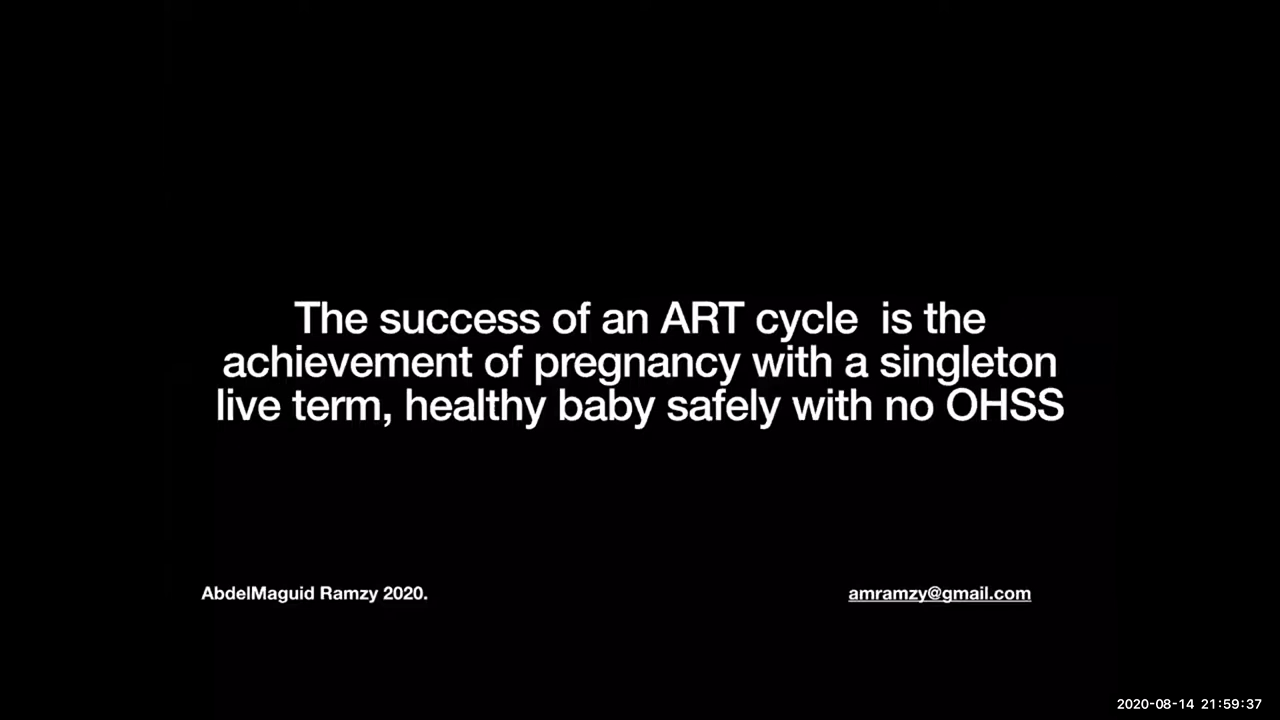 The success of an ART cycle  is the
achievement of pregnancy with a singleton
live term, healthy baby safely with no OHSS
AbdelMaguid Ramzy 2020.
amramzy@gmail.com
2020-08-14 21:59:37